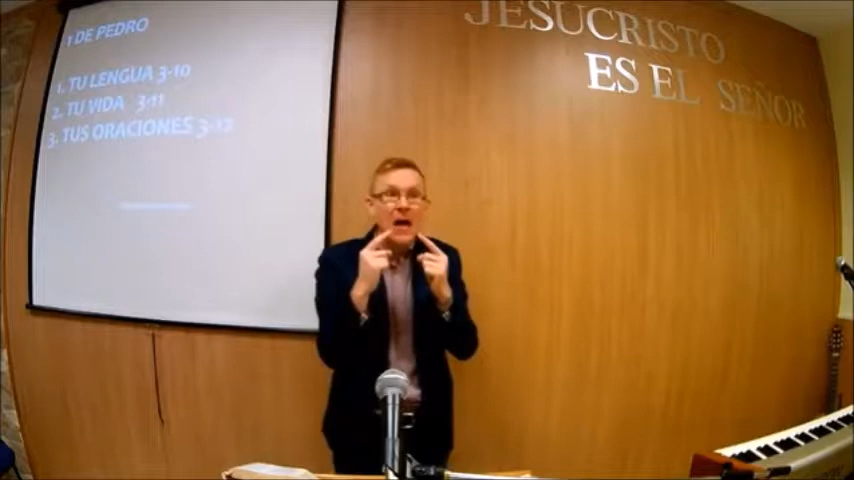 1 DE PEDRO
1. TU LENGUA 3-10
2. TU VIDA 3-11
3. TUS ORACIONES 3-12
JESUCRISTO
ES EL SEÑOR